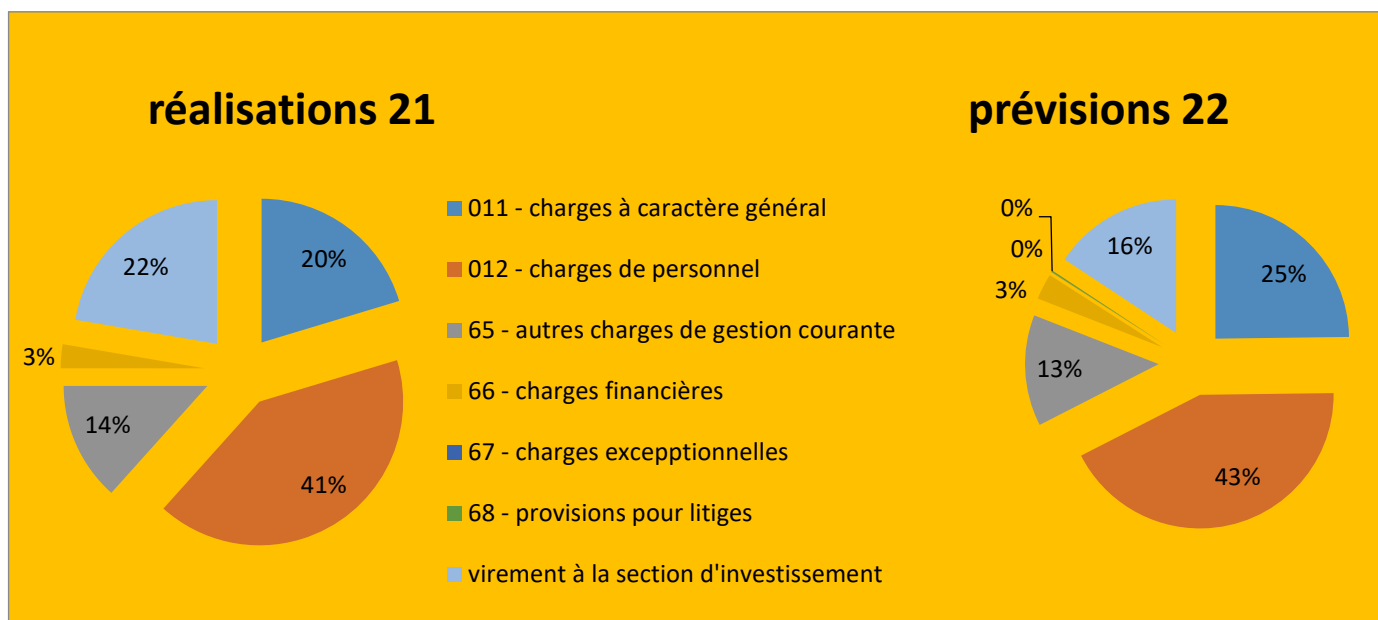 réalisations 21
prévisions 22
22%
20%
3%
14%
41%
011 - charges à caractère général
012 - charges de personnel
65 - autres charges de gestion courante
66 - charges financières
67 - charges excepptionnelles
68 - provisions pour litiges
virement à la section d'investissement
0%
0%
3%
16%
25%
13%
43%